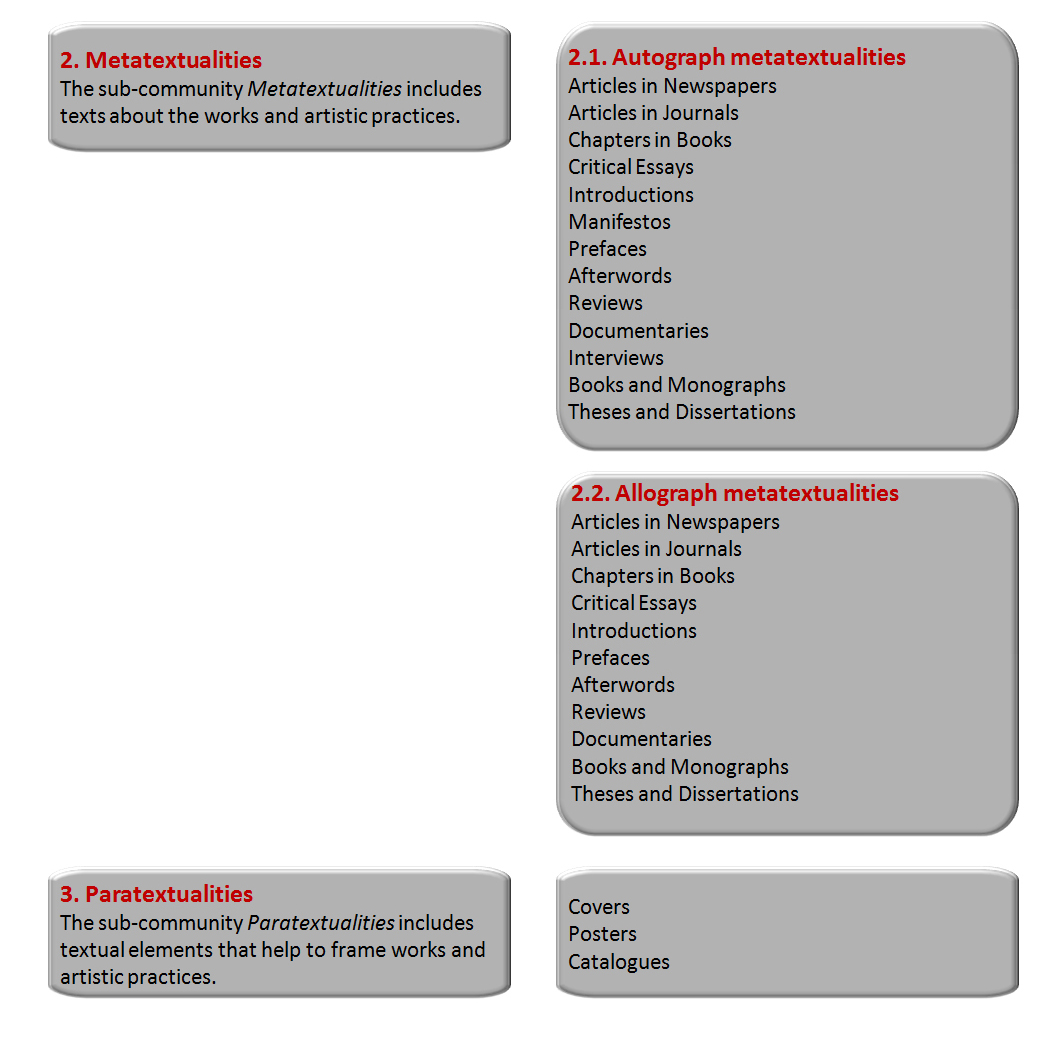 2. Metatextualities
The sub-community Metatextualities includes
texts about the works and artistic practices.
2.1. Autograph metatextualities
Articles in Newspapers
Articles in Journals
Chapters in Books
Critical Essays
Introductions
Manifestos
Prefaces
Afterwords
Reviews
Documentaries
Interviews
Books and Monographs
Theses and Dissertations
2.2. Allograph metatextualities
Articles in Newspapers
Articles in Journals
Chapters in Books
Critical Essays
Introductions
Prefaces
Afterwords
Reviews
Documentaries
Books and Monographs
Theses and Dissertations
3. Paratextualities
The sub-community Paratextualities includes
textual elements that help to frame works and
artistic practices.
Covers
Posters
Catalogues